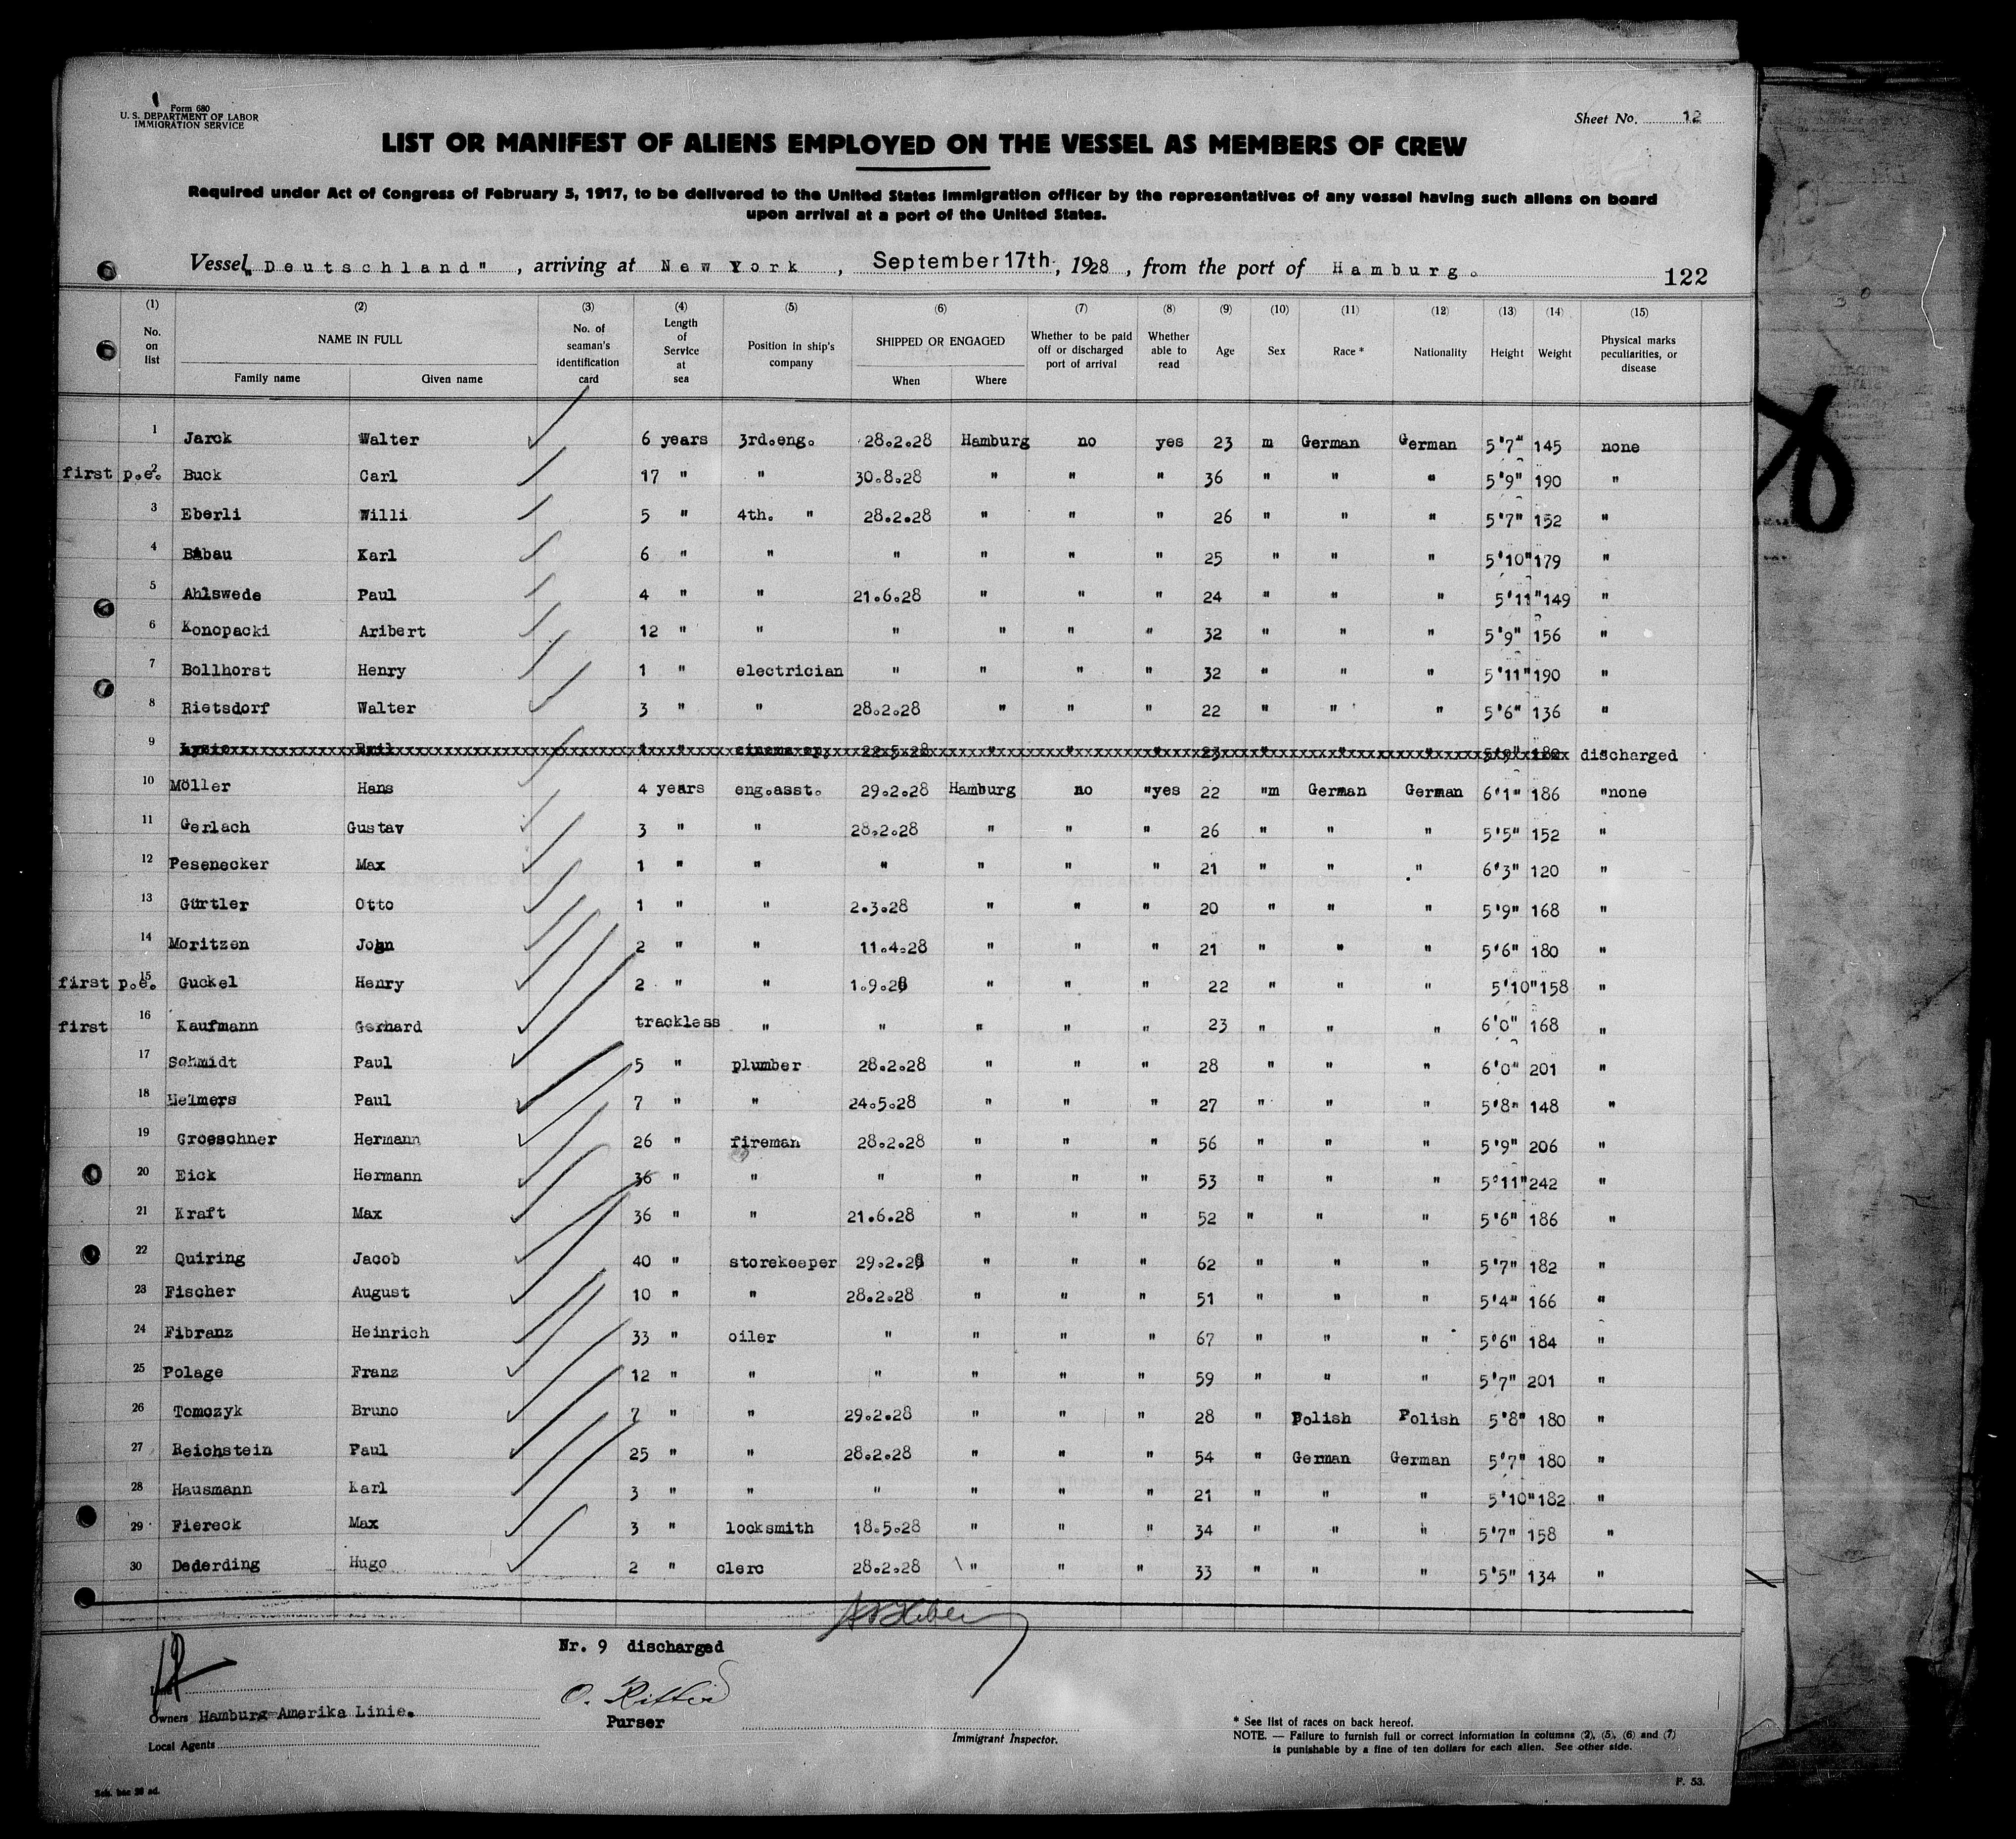 Form 680
U. S. DEPARTMENT OF LABOR
IMMIGRATION SERVICE
Sheet No. 12
LIST OR MANIFEST OF ALIENS EMPLOYED ON THE VESSEL AS MEMBERS OF CREW
Required under Act of Congress of February 5, 1917, to be delivered to the United States Immigration officer by the representatives of any vessel having such aliens on board
upon arrival at a port of the United States.
Vessel „Deutschland", arriving at New York, September 17th, 1928, from the port of Hamburg.
122
(1) (2) (3) (4) (5) (6) (7) (8) (9) (10) (11) (12) (13) (14) (15)
No. on list NAME IN FULL Family name Given name No. of seaman's identification card Length of Service at sea Position in ship's company SHIPPED OR ENGAGED When Where Whether to be paid off or discharged port of arrival Whether able to read Age Sex Race * Nationality Height Weight Physical marks peculiarities, or disease
1 Jarck Walter 6 years 3rd.eng. 28.2.28 Hamburg no yes 23 m German German 5'7" 145 none
first p.e. 2 Buck Carl 17 " " 30.8.28 " " " 36 " " " 5'9" 190 "
3 Eberli Willi 5 " 4th. " 28.2.28 " " " 26 " " " 5'7" 152 "
4 Babau Karl 6 " " " " " " 25 " " " 5'10" 179 "
5 Ahlswede Paul 4 " " 21.6.28 " " " 24 " " " 5'11" 149 "
6 Konopacki Aribert 12 " " " " " " 32 " " " 5'9" 156 "
7 Bollhorst Henry 1 " electrician " " " " 32 " " " 5'11" 190 "
8 Rietsdorf Walter 3 " " 28.2.28 " " " 22 " " " 5'6" 136 "
9 Emil 1 " cinema op. 22.5.28 " " " 23 " " " 5'9" 182 discharged
10 Möller Hans 4 years eng.asst. 29.2.28 Hamburg no "yes 22 "m German German 6'1" 186 "none
11 Gerlach Gustav 3 " " 28.2.28 " " " 26 " " " 5'5" 152 "
12 Pesenecker Max 1 " " " " " " 21 " " " 6'3" 120 "
13 Gürtler Otto 1 " " 2.3.28 " " " 20 " " " 5'9" 168 "
14 Moritzen John 2 " " 11.4.28 " " " 21 " " " 5'6" 180 "
first p.e. 15 Guckel Henry 2 " " 1.9.28 " " " 22 " " " 5'10" 158 "
first 16 Kaufmann Gerhard trackless " " " " " 23 " " " 6'0" 168 "
17 Schmidt Paul 5 " plumber 28.2.28 " " " 28 " " " 6'0" 201 "
18 Helmers Paul 7 " " 24.5.28 " " " 27 " " " 5'8" 148 "
19 Groeschner Hermann 26 " fireman 28.2.28 " " " 56 " " " 5'9" 206 "
20 Eick Hermann 36 " " " " " " 53 " " " 5'11" 242 "
21 Kraft Max 36 " " 21.6.28 " " " 52 " " " 5'6" 186 "
22 Quiring Jacob 40 " storekeeper 29.2.28 " " " 62 " " " 5'7" 182 "
23 Fischer August 10 " " 28.2.28 " " " 51 " " " 5'4" 166 "
24 Fibranz Heinrich 33 " oiler " " " " 67 " " " 5'6" 184 "
25 Polage Franz 12 " " " " " " 59 " " " 5'7" 201 "
26 Tomczyk Bruno 7 " " 29.2.28 " " " 28 " Polish Polish 5'8" 180 "
27 Reichstein Paul 25 " " 28.2.28 " " " 54 " German German 5'7" 180 "
28 Hausmann Karl 3 " " " " " " 21 " " " 5'10" 182 "
29 Fiereck Max 3 " locksmith 18.5.28 " " " 34 " " " 5'7" 158 "
30 Dederding Hugo 2 " clerc 28.2.28 " " " 33 " " " 5'5" 134 "
Nr. 9 discharged
O. Ritter
Purser
Owners Hamburg-Amerika Linie.
Local Agents
Immigrant Inspector.
* See list of races on back hereof.
NOTE. — Failure to furnish full or correct information in columns (2), (5), (6) and (7)
is punishable by a fine of ten dollars for each alien. See other side.
P. 53.